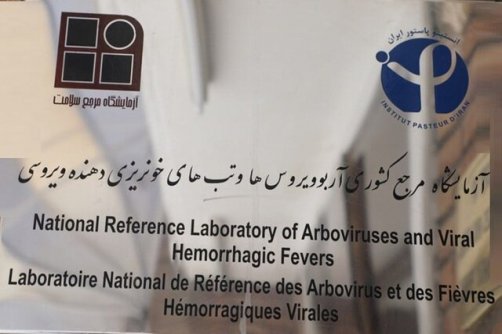 آزمایشگاه مرجع سلامت
انستیتو پاستور ایران
INSTITUT PASTEUR D'IRAN
آزمایشگاه مرجع کشوری آربوویروس ها و تب های خونریزی دهنده ویروسی
National Reference Laboratory of Arboviruses and Viral
Hemorrhagic Fevers
Laboratoire National de Référence des Arbovirus et des Fièvres
Hémorragiques Virales